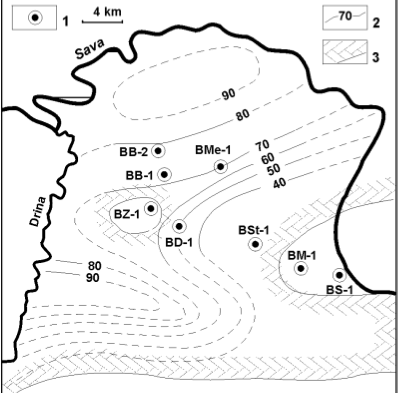 1
4 km
70
2
3
Sava
90
80
BB-2
BMe-1
70
60
50
40
BB-1
Drina
BZ-1
BD-1
BSt-1
BM-1
BS-1
80
90